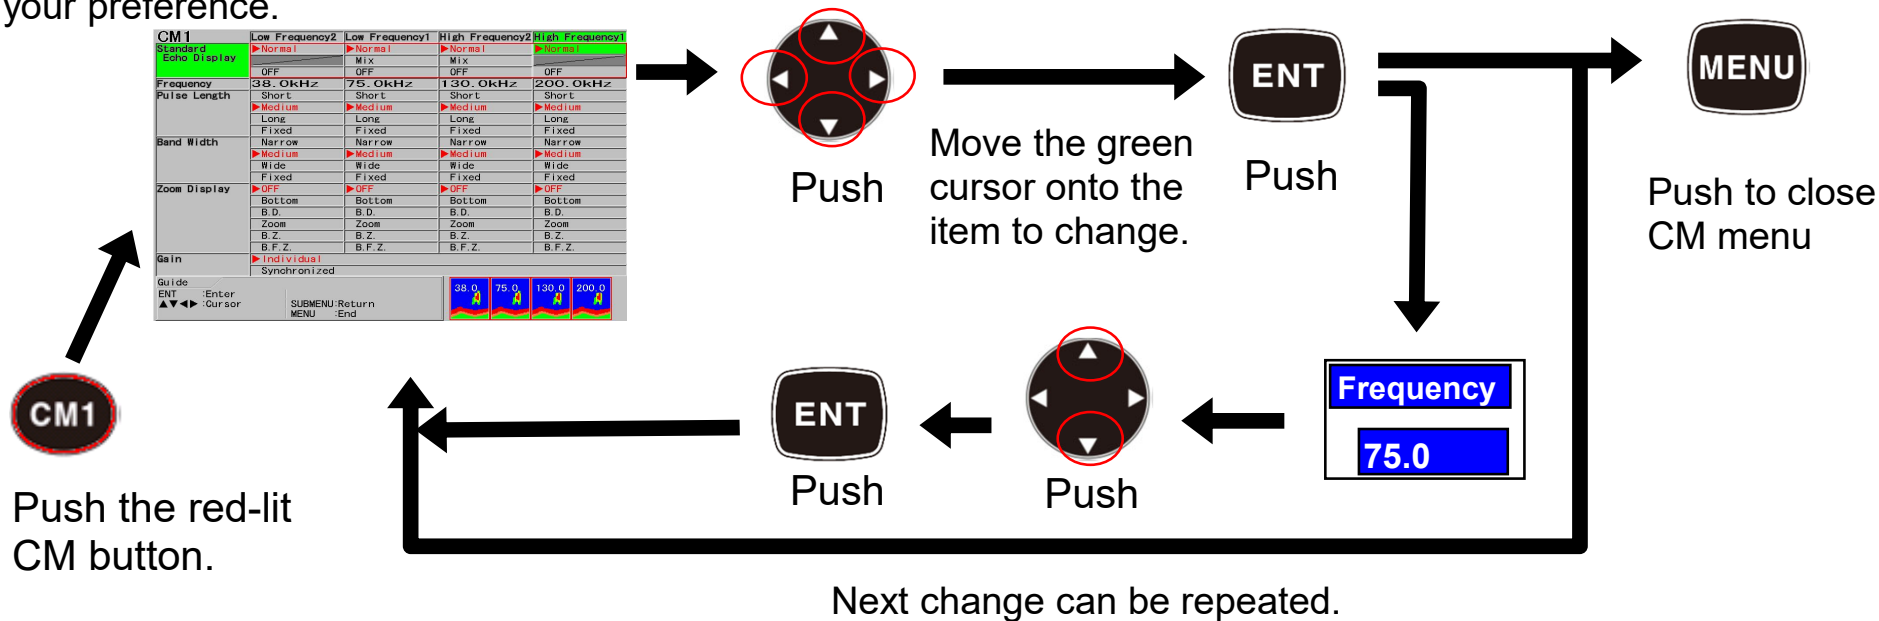 your preference.
CM1 Low Frequency2 Low Frequency1 High Frequency2 High Frequency1
Standard ▶Normal ▶Normal ▶Normal ▶Normal
Echo Display Mix Mix
OFF OFF OFF OFF
Frequency 38.0kHz 75.0kHz 130.0kHz 200.0kHz
Pulse Length Short Short Short Short
▶Medium ▶Medium ▶Medium ▶Medium
Long Long Long Long
Fixed Fixed Fixed Fixed
Band Width Narrow Narrow Narrow Narrow
▶Medium ▶Medium ▶Medium ▶Medium
Wide Wide Wide Wide
Fixed Fixed Fixed Fixed
Zoom Display ▶OFF ▶OFF ▶OFF ▶OFF
Bottom Bottom Bottom Bottom
B.D. B.D. B.D. B.D.
Zoom Zoom Zoom Zoom
B.Z. B.Z. B.Z. B.Z.
B.F.Z. B.F.Z. B.F.Z. B.F.Z.
Gain ▶Individual
Synchronized
Guide
ENT :Enter
▲▼◀▶ :Cursor SUBMENU:Return
MENU :End
38.0 75.0 130.0 200.0
Push
Move the green
cursor onto the
item to change.
ENT
Push
MENU
Push to close
CM menu
CM1
Push the red-lit
CM button.
ENT
Push
Push
Frequency
75.0
Next change can be repeated.